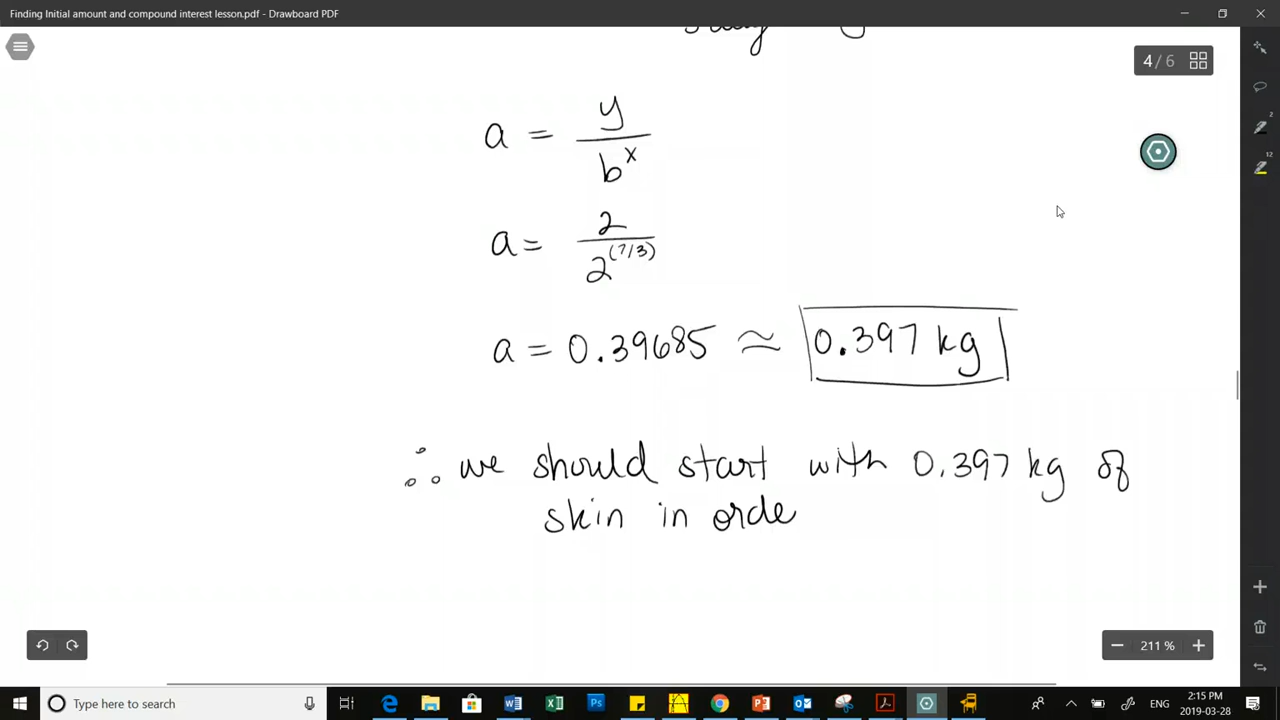 Finding Initial amount and compound interest lesson.pdf - Drawboard PDF
4 / 6
a = y / b^x
a = 2 / 2^(7/3)
a = 0.39685 ≈ 0.397 kg
∴ we should start with 0.397 kg of
skin in orde
211 %
Type here to search
ENG
2:15 PM
2019-03-28